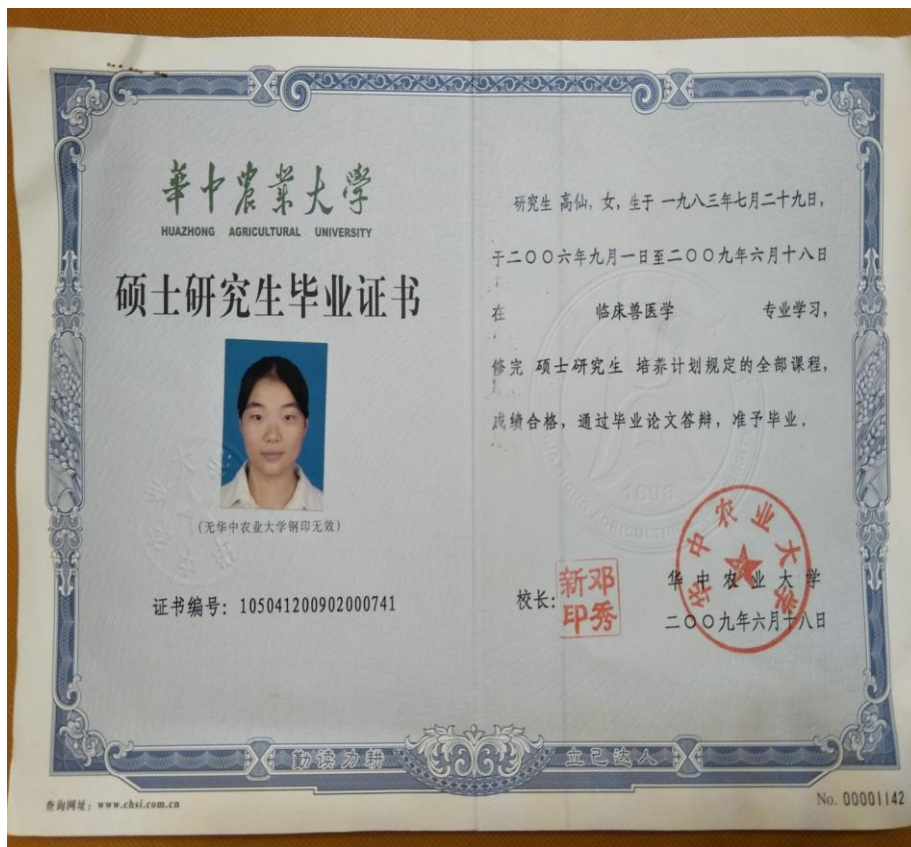 華中農業大學
HUAZHONG AGRICULTURAL UNIVERSITY
硕士研究生毕业证书
(无华中农业大学钢印无效)
证书编号: 105041200902000741
研究生 高仙, 女, 生于 一九八三年七月二十九日,
于二〇〇六年九月一日至二〇〇九年六月十八日
在 临床兽医学 专业学习,
修完 硕士研究生 培养计划规定的全部课程,
成绩合格, 通过毕业论文答辩, 准予毕业。
1898
华中农业大学
校长: 新邓
印秀
华中农业大学
二〇〇九年六月十八日
勤读力耕 立己达人
查询网址: www.chsi.com.cn
No. 00001142